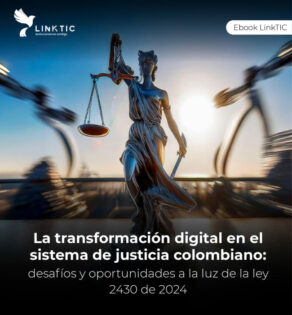 LINKTIC
Ebook LinkTIC
La transformación digital en el
sistema de justicia colombiano:
desafíos y oportunidades a la luz de la ley
2430 de 2024